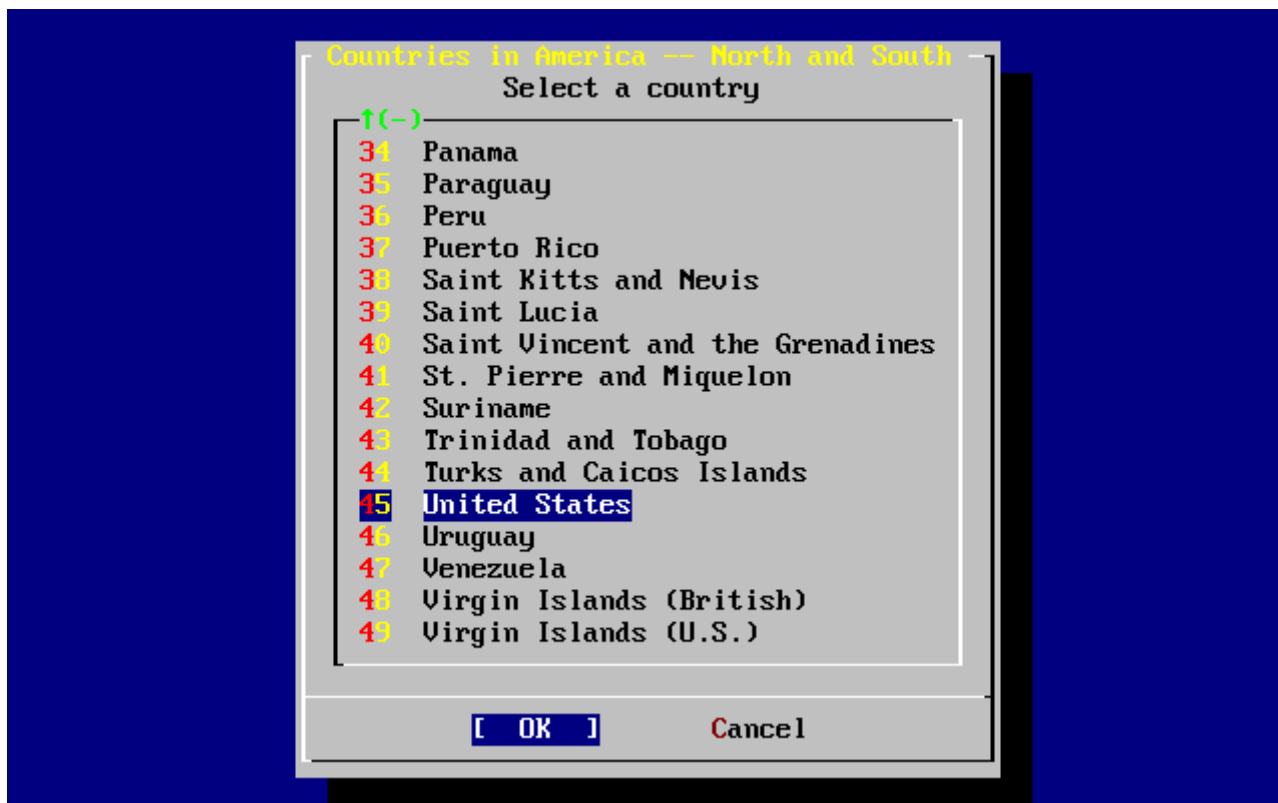 Countries in America -- North and South
Select a country
↑(-)
34 Panama
35 Paraguay
36 Peru
37 Puerto Rico
38 Saint Kitts and Nevis
39 Saint Lucia
40 Saint Vincent and the Grenadines
41 St. Pierre and Miquelon
42 Suriname
43 Trinidad and Tobago
44 Turks and Caicos Islands
45 United States
46 Uruguay
47 Venezuela
48 Virgin Islands (British)
49 Virgin Islands (U.S.)
[ OK ] Cancel